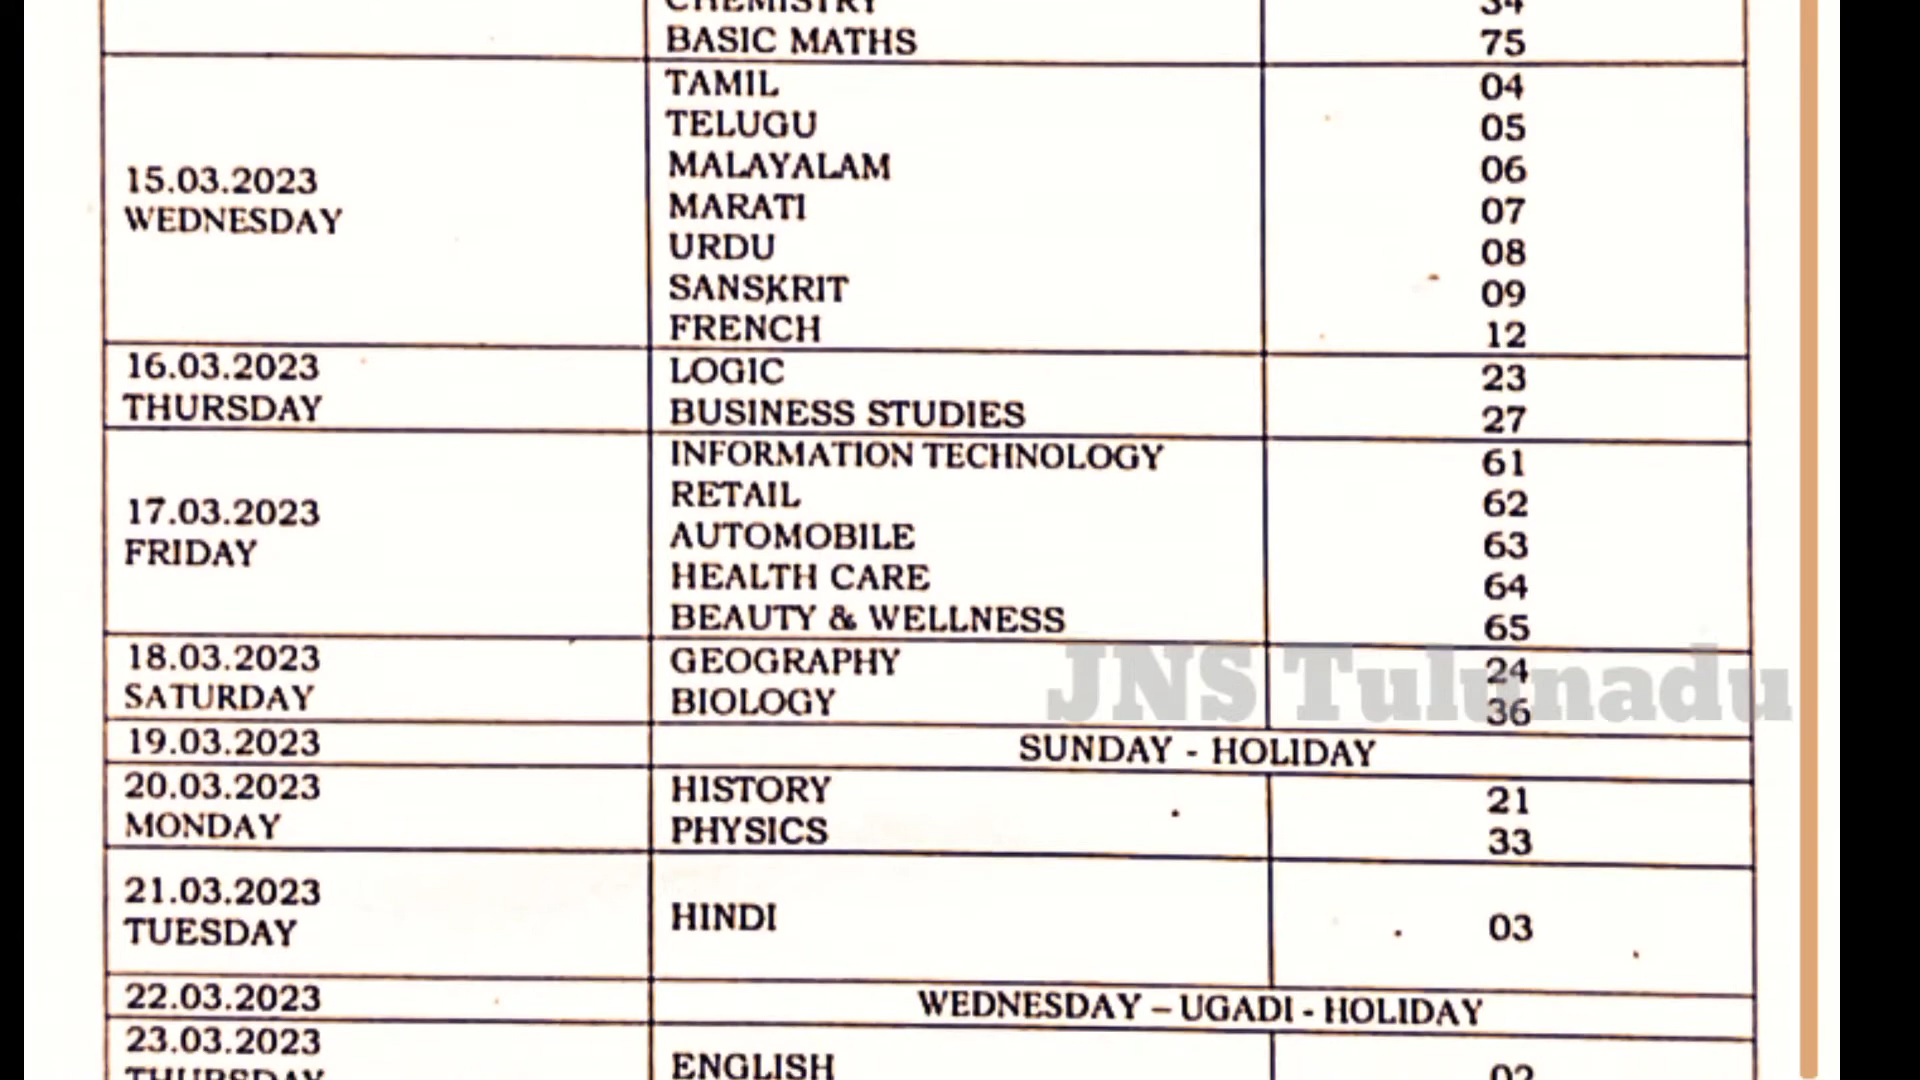 CHEMISTRY 34
BASIC MATHS 75
TAMIL 04
TELUGU 05
MALAYALAM 06
15.03.2023
WEDNESDAY
MARATI 07
URDU 08
SANSKRIT 09
FRENCH 12
16.03.2023 LOGIC 23
THURSDAY BUSINESS STUDIES 27
INFORMATION TECHNOLOGY 61
RETAIL 62
17.03.2023
FRIDAY
AUTOMOBILE 63
HEALTH CARE 64
BEAUTY & WELLNESS 65
18.03.2023 GEOGRAPHY 24
SATURDAY BIOLOGY 36
JNS Tulunadu
19.03.2023 SUNDAY - HOLIDAY
20.03.2023 HISTORY 21
MONDAY PHYSICS 33
21.03.2023
TUESDAY
HINDI 03
22.03.2023 WEDNESDAY – UGADI - HOLIDAY
23.03.2023
THURSDAY
ENGLISH 02